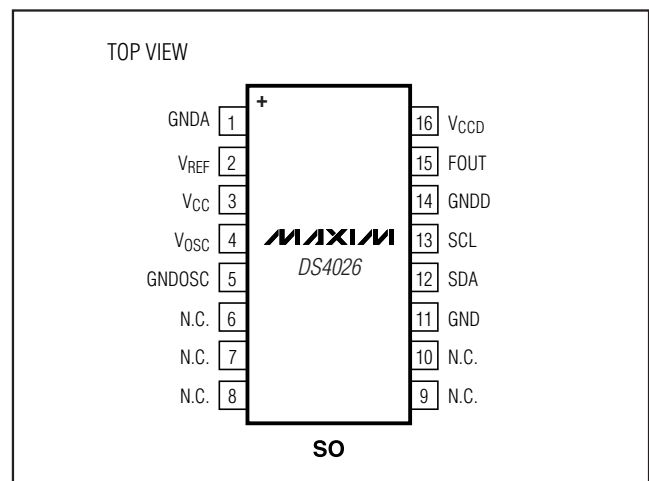 TOP VIEW
+
GNDA 1
VREF 2
VCC 3
VOSC 4
GNDOSC 5
N.C. 6
N.C. 7
N.C. 8
MAXIM
DS4026
16 VCCD
15 FOUT
14 GNDD
13 SCL
12 SDA
11 GND
10 N.C.
9 N.C.
SO